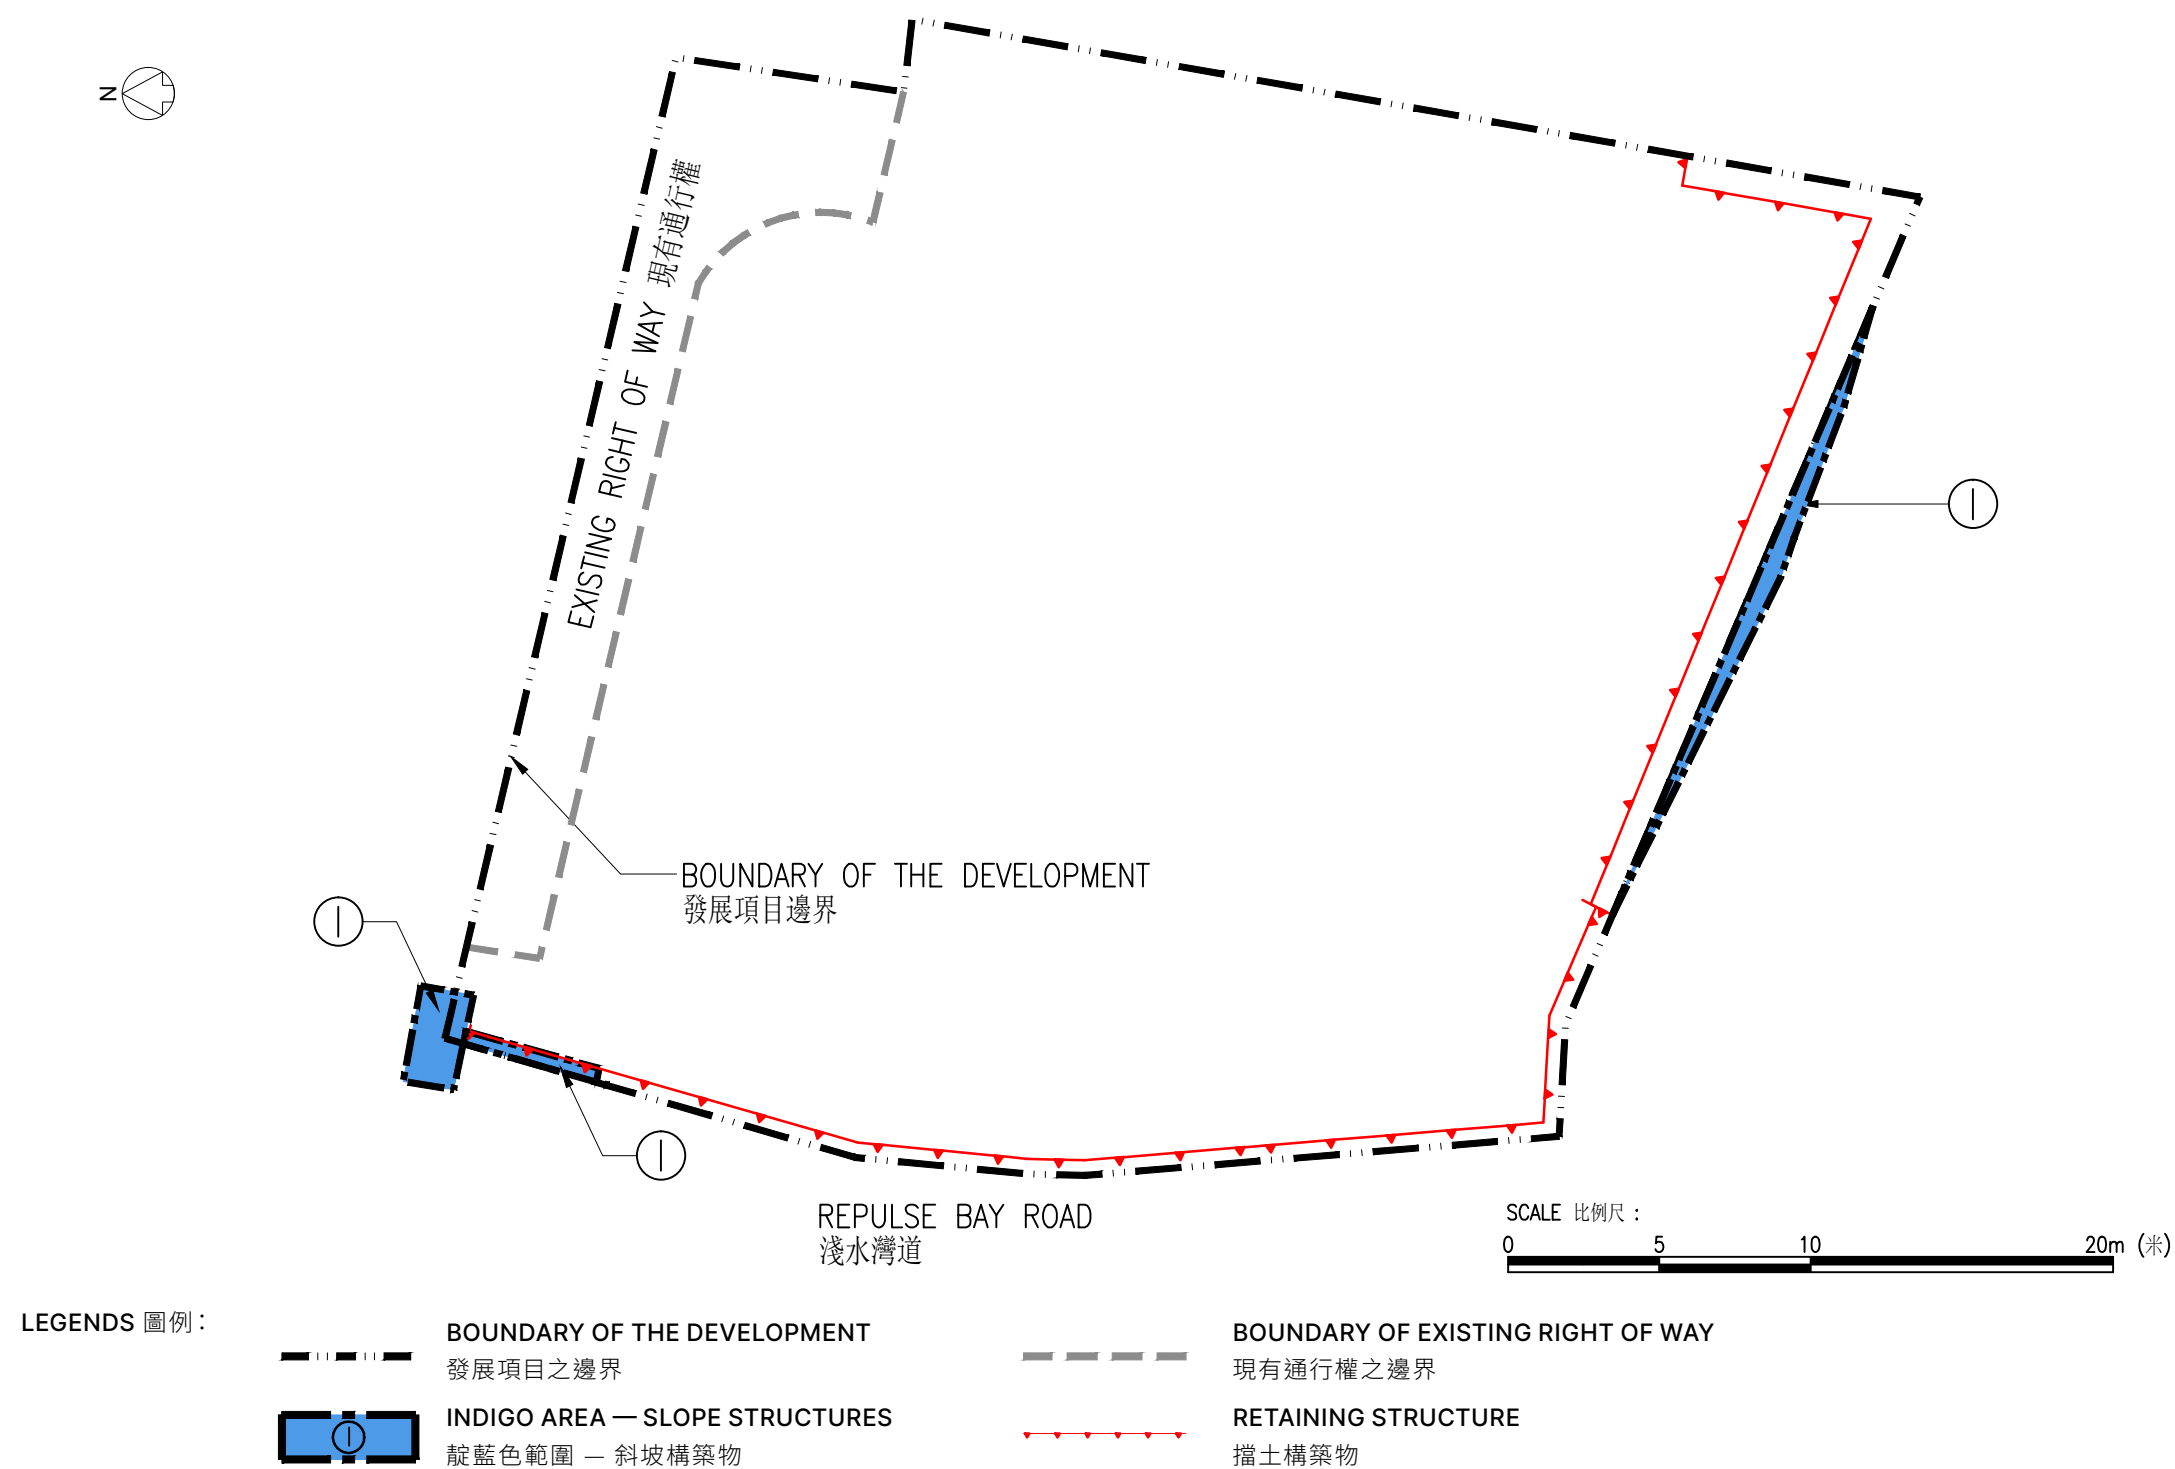 N
EXISTING RIGHT OF WAY 現有通行權
I
BOUNDARY OF THE DEVELOPMENT
發展項目邊界
I
I
REPULSE BAY ROAD
淺水灣道
SCALE 比例尺 :
0 5 10 20m (米)
LEGENDS 圖例：
BOUNDARY OF THE DEVELOPMENT
發展項目之邊界
BOUNDARY OF EXISTING RIGHT OF WAY
現有通行權之邊界
I
INDIGO AREA — SLOPE STRUCTURES
靛藍色範圍 — 斜坡構築物
RETAINING STRUCTURE
擋土構築物